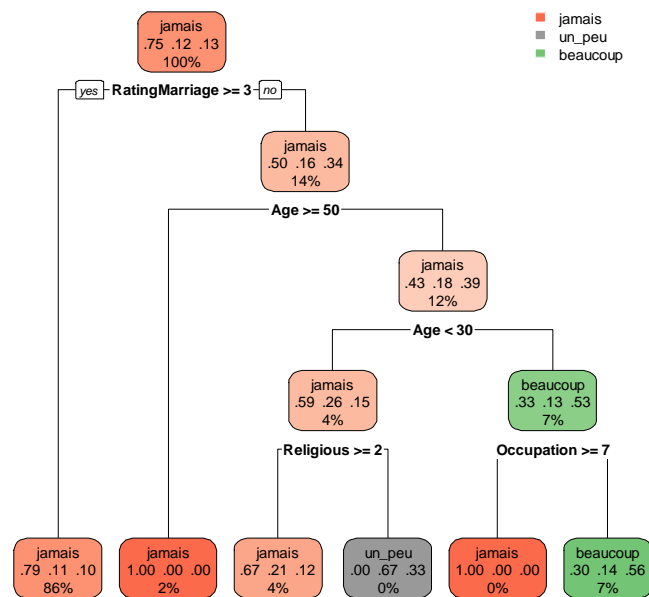 jamais
.75 .12 .13
100%
jamais
un_peu
beaucoup
yes RatingMarriage >= 3 no
jamais
.50 .16 .34
14%
Age >= 50
jamais
.43 .18 .39
12%
Age < 30
jamais
.59 .26 .15
4%
beaucoup
.33 .13 .53
7%
Religious >= 2
Occupation >= 7
jamais
.79 .11 .10
86%
jamais
1.00 .00 .00
2%
jamais
.67 .21 .12
4%
un_peu
.00 .67 .33
0%
jamais
1.00 .00 .00
0%
beaucoup
.30 .14 .56
7%